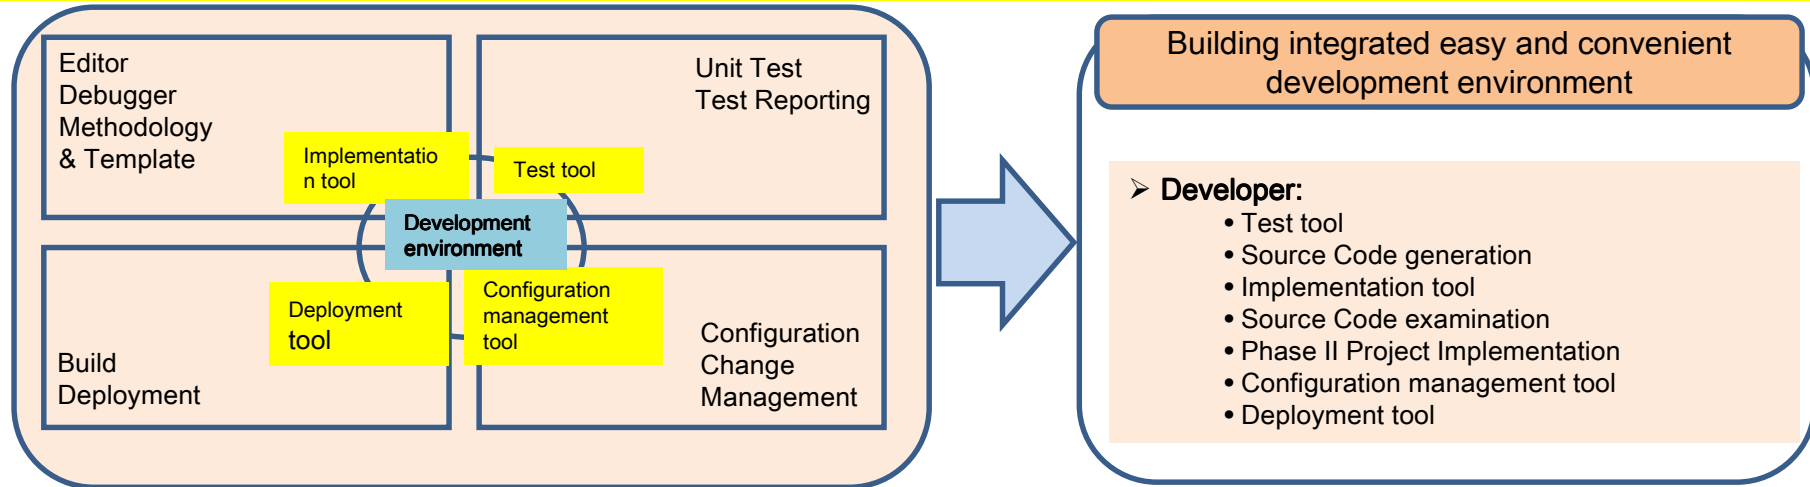 Editor
Debugger
Methodology
& Template
Unit Test
Test Reporting
Implementatio
n tool
Test tool
Development
environment
Deployment
tool
Configuration
management
tool
Build
Deployment
Configuration
Change
Management
Building integrated easy and convenient
development environment
➢ Developer:
• Test tool
• Source Code generation
• Implementation tool
• Source Code examination
• Phase II Project Implementation
• Configuration management tool
• Deployment tool